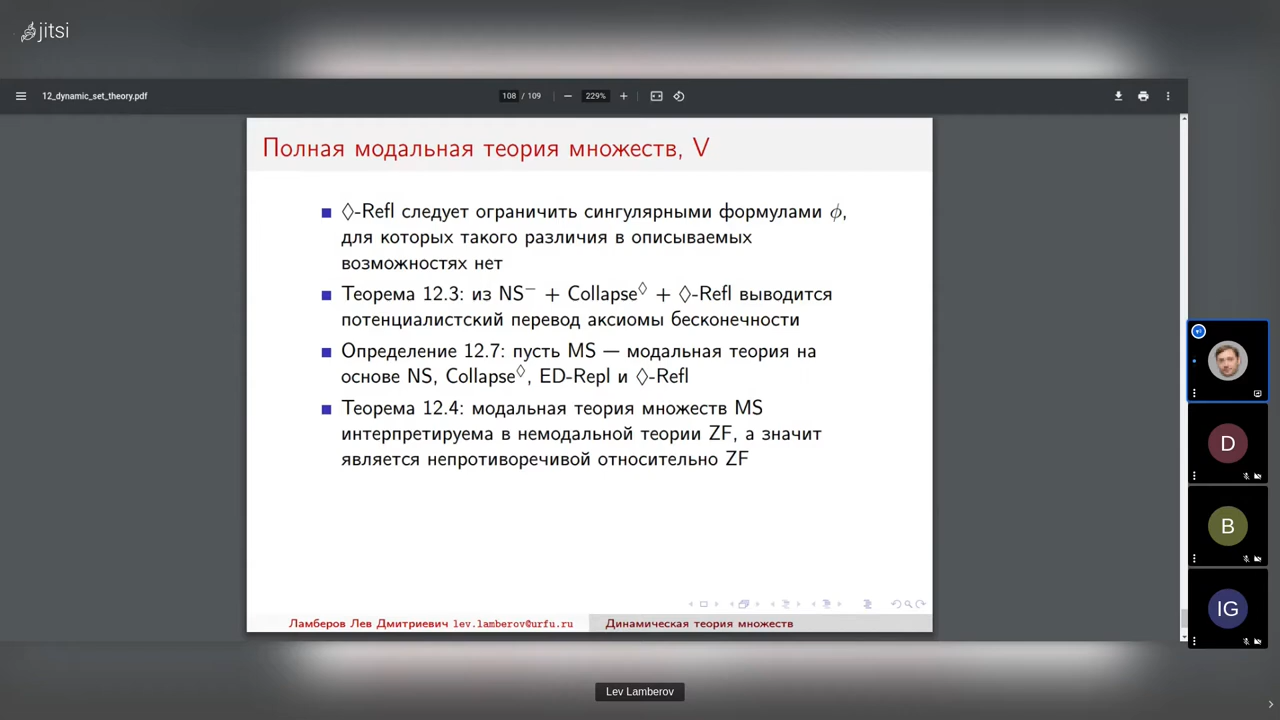 jitsi
12_dynamic_set_theory.pdf
108 / 109
229%
Полная модальная теория множеств, V
◊-Refl следует ограничить сингулярными формулами ϕ,
для которых такого различия в описываемых
возможностях нет
Теорема 12.3: из NS⁻ + Collapse◊ + ◊-Refl выводится
потенциалистский перевод аксиомы бесконечности
Определение 12.7: пусть MS — модальная теория на
основе NS, Collapse◊, ED-Repl и ◊-Refl
Теорема 12.4: модальная теория множеств MS
интерпретируема в немодальной теории ZF, а значит
является непротиворечивой относительно ZF
Ламберов Лев Дмитриевич lev.lamberov@urfu.ru
Динамическая теория множеств
D
B
IG
Lev Lamberov